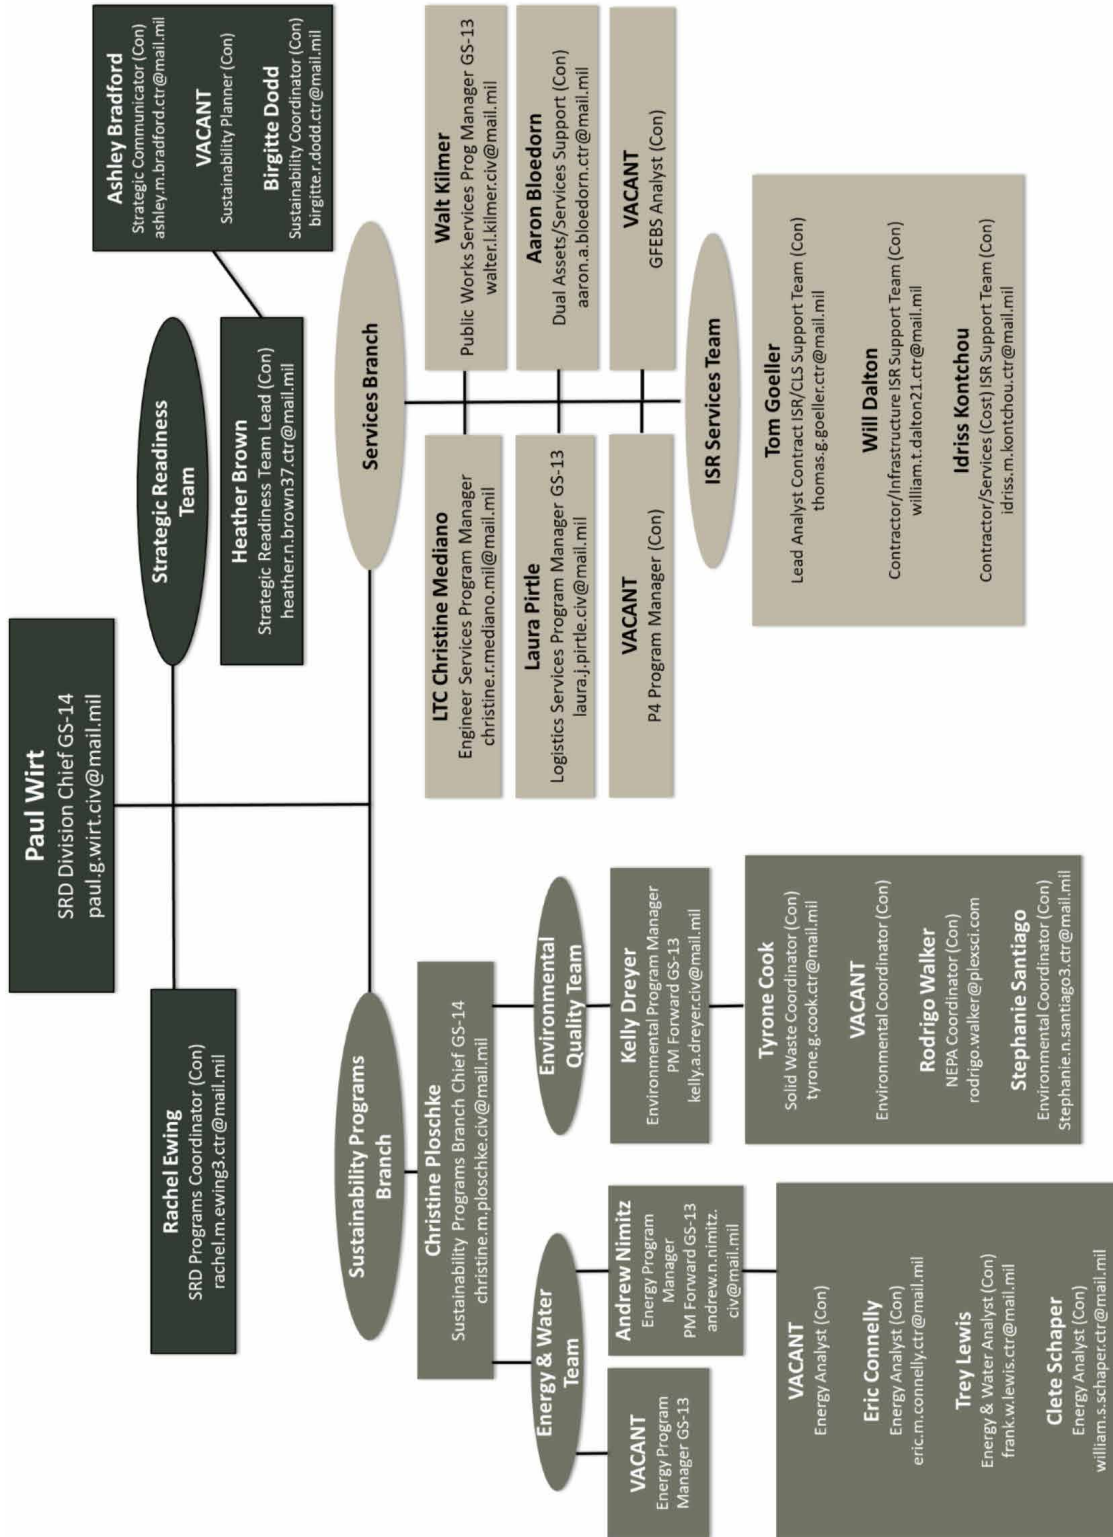 Paul Wirt
SRD Division Chief GS-14
paul.g.wirt.civ@mail.mil
Rachel Ewing
SRD Programs Coordinator (Con)
rachel.m.ewing3.ctr@mail.mil
Strategic Readiness
Team
Heather Brown
Strategic Readiness Team Lead (Con)
heather.n.brown37.ctr@mail.mil
Ashley Bradford
Strategic Communicator (Con)
ashley.m.bradford.ctr@mail.mil
VACANT
Sustainability Planner (Con)
Birgitte Dodd
Sustainability Coordinator (Con)
birgitte.r.dodd.ctr@mail.mil
Sustainability Programs
Branch
Christine Ploschke
Sustainability Programs Branch Chief GS-14
christine.m.ploschke.civ@mail.mil
Energy & Water
Team
VACANT
Energy Program
Manager GS-13
Andrew Nimitz
Energy Program
Manager
PM Forward GS-13
andrew.n.nimitz.
civ@mail.mil
VACANT
Energy Analyst (Con)
Eric Connelly
Energy Analyst (Con)
eric.m.connelly.ctr@mail.mil
Trey Lewis
Energy & Water Analyst (Con)
frank.w.lewis.ctr@mail.mil
Clete Schaper
Energy Analyst (Con)
william.s.schaper.ctr@mail.mil
Environmental
Quality Team
Kelly Dreyer
Environmental Program Manager
PM Forward GS-13
kelly.a.dreyer.civ@mail.mil
Tyrone Cook
Solid Waste Coordinator (Con)
tyrone.g.cook.ctr@mail.mil
VACANT
Environmental Coordinator (Con)
Rodrigo Walker
NEPA Coordinator (Con)
rodrigo.walker@plexsci.com
Stephanie Santiago
Environmental Coordinator (Con)
Stephanie.n.santiago3.ctr@mail.mil
Services Branch
LTC Christine Mediano
Engineer Services Program Manager
christine.r.mediano.mil@mail.mil
Walt Kilmer
Public Works Services Prog Manager GS-13
walter.l.kilmer.civ@mail.mil
Laura Pirtle
Logistics Services Program Manager GS-13
laura.j.pirtle.civ@mail.mil
Aaron Bloedorn
Dual Assets/Services Support (Con)
aaron.a.bloedorn.ctr@mail.mil
VACANT
P4 Program Manager (Con)
VACANT
GFEBS Analyst (Con)
ISR Services Team
Tom Goeller
Lead Analyst Contract ISR/CLS Support Team (Con)
thomas.g.goeller.ctr@mail.mil
Will Dalton
Contractor/Infrastructure ISR Support Team (Con)
william.t.dalton21.ctr@mail.mil
Idriss Kontchou
Contractor/Services (Cost) ISR Support Team (Con)
idriss.m.kontchou.ctr@mail.mil